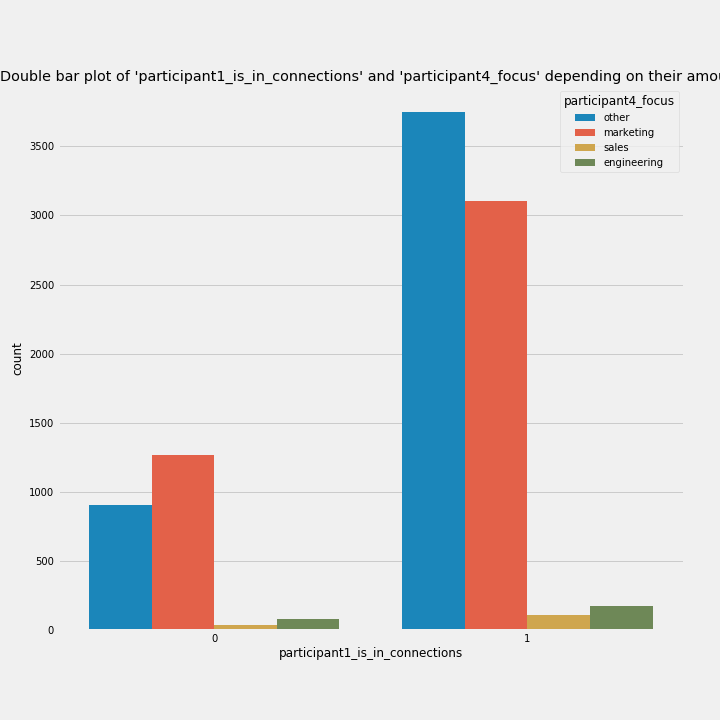 Double bar plot of 'participant1_is_in_connections' and 'participant4_focus' depending on their
participant4_focus
other
marketing
sales
engineering
3500
3000
2500
2000
1500
1000
500
0
count
0
1
participant1_is_in_connections